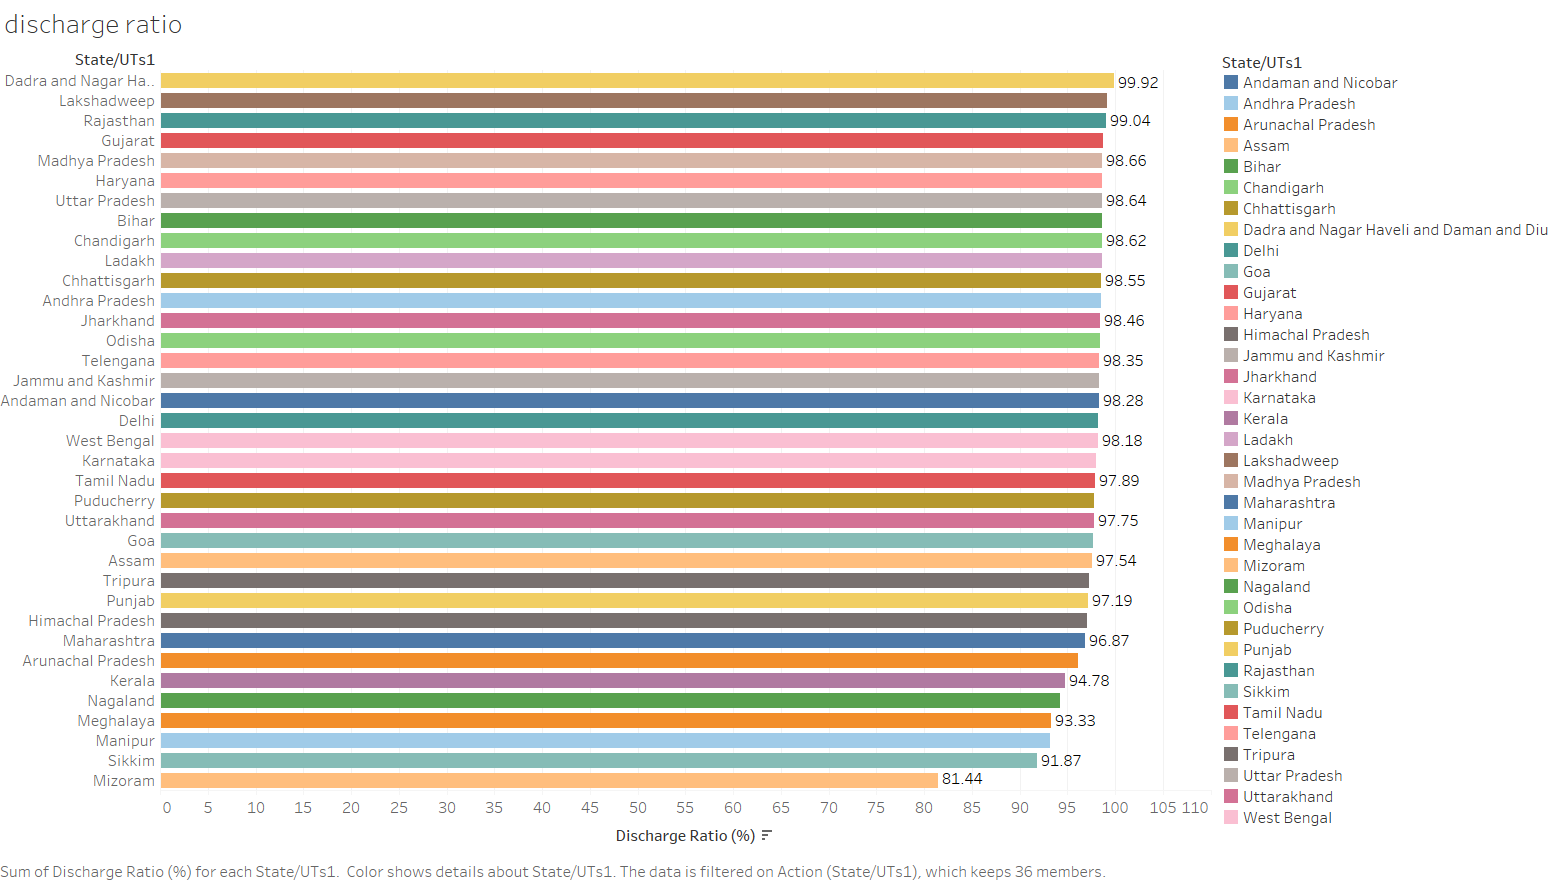 discharge ratio
State/UTs1
Dadra and Nagar Ha..
99.92
Lakshadweep
Rajasthan
99.04
Gujarat
Madhya Pradesh
98.66
Haryana
Uttar Pradesh
98.64
Bihar
Chandigarh
98.62
Ladakh
Chhattisgarh
98.55
Andhra Pradesh
Jharkhand
98.46
Odisha
Telengana
98.35
Jammu and Kashmir
Andaman and Nicobar
98.28
Delhi
West Bengal
98.18
Karnataka
Tamil Nadu
97.89
Puducherry
Uttarakhand
97.75
Goa
Assam
97.54
Tripura
Punjab
97.19
Himachal Pradesh
Maharashtra
96.87
Arunachal Pradesh
Kerala
94.78
Nagaland
Meghalaya
93.33
Manipur
Sikkim
91.87
Mizoram
81.44
0 5 10 15 20 25 30 35 40 45 50 55 60 65 70 75 80 85 90 95 100 105 110
Discharge Ratio (%)
State/UTs1
Andaman and Nicobar
Andhra Pradesh
Arunachal Pradesh
Assam
Bihar
Chandigarh
Chhattisgarh
Dadra and Nagar Haveli and Daman and Diu
Delhi
Goa
Gujarat
Haryana
Himachal Pradesh
Jammu and Kashmir
Jharkhand
Karnataka
Kerala
Ladakh
Lakshadweep
Madhya Pradesh
Maharashtra
Manipur
Meghalaya
Mizoram
Nagaland
Odisha
Puducherry
Punjab
Rajasthan
Sikkim
Tamil Nadu
Telengana
Tripura
Uttar Pradesh
Uttarakhand
West Bengal
Sum of Discharge Ratio (%) for each State/UTs1. Color shows details about State/UTs1. The data is filtered on Action (State/UTs1), which keeps 36 members.